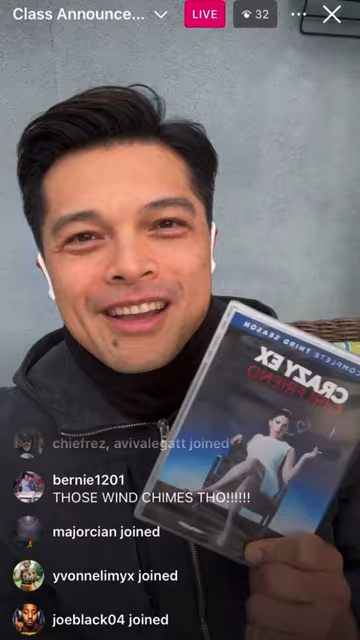 Class Announce...
LIVE
32
COMPLETE THIRD SEASON
CRAZY EX
GIRLFRIEND
chiefrez, avivalegatt joined
bernie1201
THOSE WIND CHIMES THO!!!!!!
majorcian joined
yvonnelimyx joined
joeblack04 joined